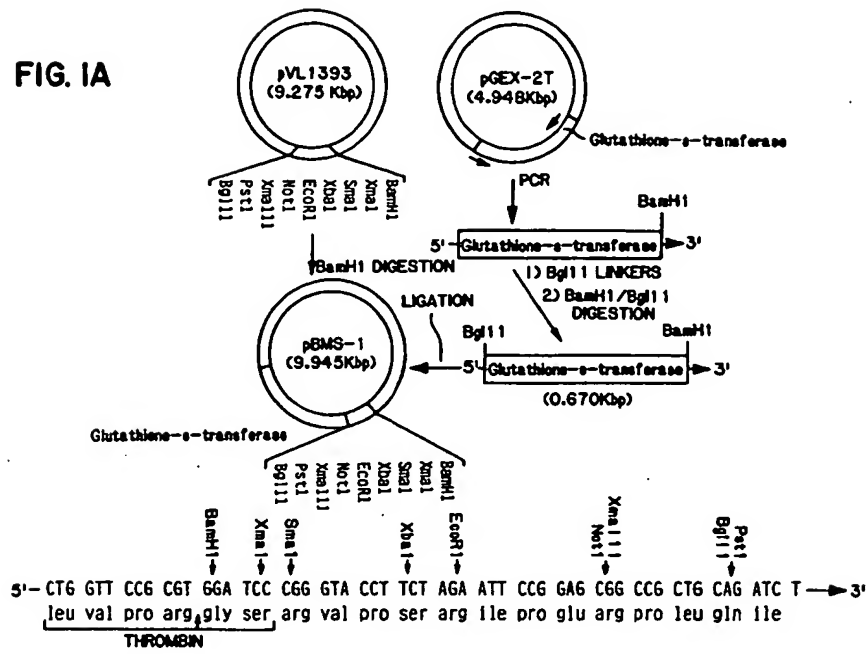 FIG. 1A
pVL1393
(9.275 Kbp)
pGEX-2T
(4.948Kbp)
Glutathione-s-transferase
BglII
PstI
XmaIII
NotI
EcoRI
XbaI
SmaI
XmaI
BamHI
PCR
BamHI
5'-Glutathione-s-transferase 3'
BamHI DIGESTION
1) BglII LINKERS
2) BamHI/BglII
DIGESTION
LIGATION
BglII
BamHI
pBMS-1
(9.945Kbp)
5'-Glutathione-s-transferase 3'
(0.670Kbp)
Glutathione-s-transferase
BglII
PstI
XmaIII
NotI
EcoRI
XbaI
SmaI
XmaI
BamHI
BamHI
XmaI
SmaI
XbaI
EcoRI
NotI
XmaIII
BglII
PstI
5'- CTG GTT CCG CGT GGA TCC CGG GTA CCT TCT AGA ATT CCG GAG CGG CCG CTG CAG ATC T 3'
leu val pro arg gly ser arg val pro ser arg ile pro glu arg pro leu gln ile
THROMBIN